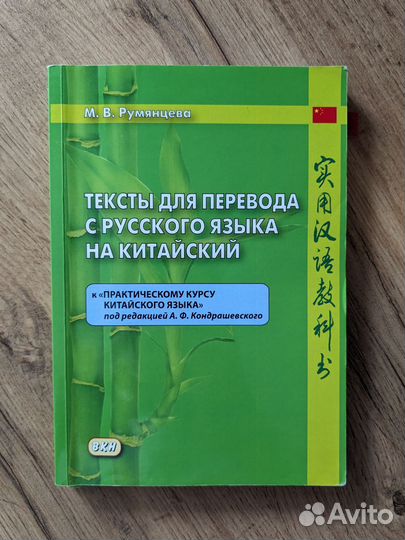 М. В. Румянцева
ТЕКСТЫ ДЛЯ ПЕРЕВОДА
С РУССКОГО ЯЗЫКА
НА КИТАЙСКИЙ
к «ПРАКТИЧЕСКОМУ КУРСУ
КИТАЙСКОГО ЯЗЫКА»
под редакцией А. Ф. Кондрашевского
实用汉语教科书
ВКН
Avito